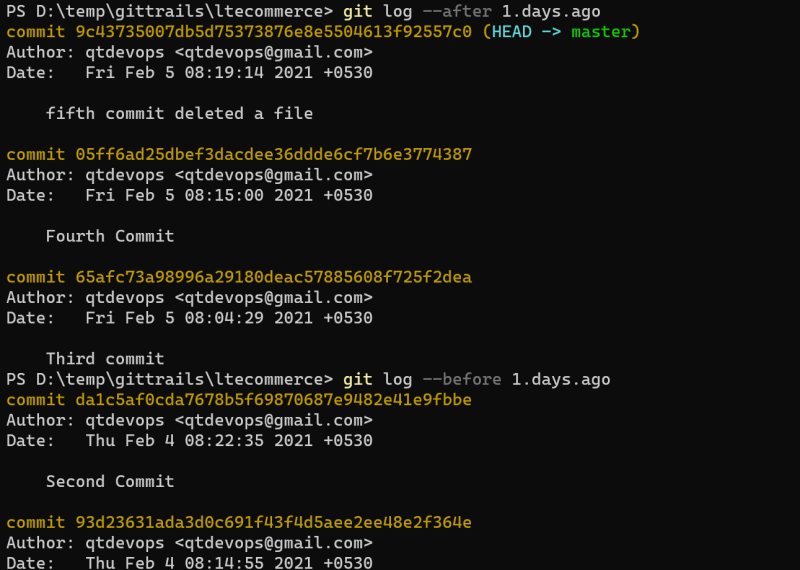 PS D:\temp\gittrails\ltecommerce> git log --after 1.days.ago
commit 9c43735007db5d75373876e8e5504613f92557c0 (HEAD -> master)
Author: qtdevops <qtdevops@gmail.com>
Date:   Fri Feb 5 08:19:14 2021 +0530
    fifth commit deleted a file
commit 05ff6ad25dbef3dacdee36ddde6cf7b6e3774387
Author: qtdevops <qtdevops@gmail.com>
Date:   Fri Feb 5 08:15:00 2021 +0530
    Fourth Commit
commit 65afc73a98996a29180deac57885608f725f2dea
Author: qtdevops <qtdevops@gmail.com>
Date:   Fri Feb 5 08:04:29 2021 +0530
    Third commit
PS D:\temp\gittrails\ltecommerce> git log --before 1.days.ago
commit da1c5af0cda7678b5f69870687e9482e41e9fbbe
Author: qtdevops <qtdevops@gmail.com>
Date:   Thu Feb 4 08:22:35 2021 +0530
    Second Commit
commit 93d23631ada3d0c691f43f4d5aee2ee48e2f364e
Author: qtdevops <qtdevops@gmail.com>
Date:   Thu Feb 4 08:14:55 2021 +0530